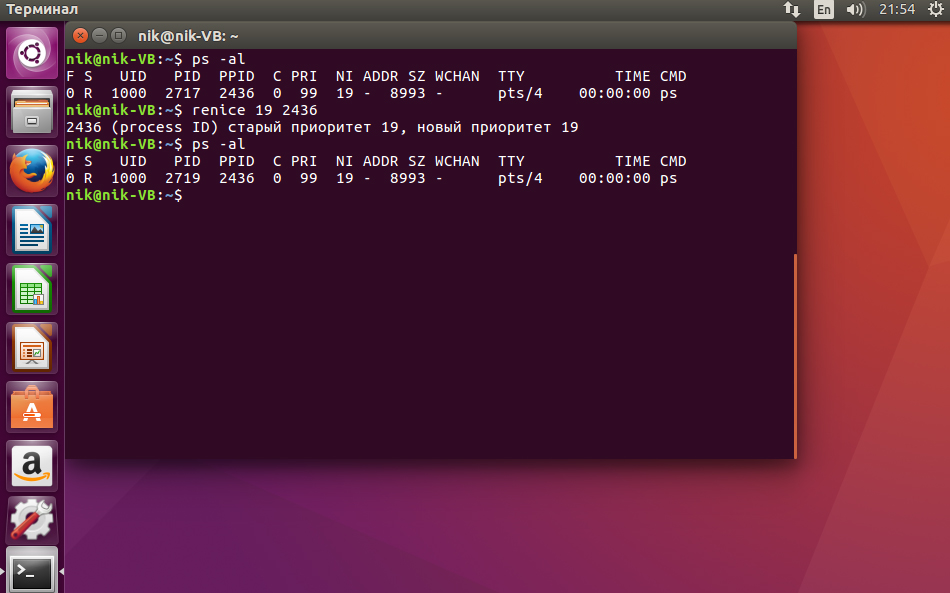 Терминал
En
21:54
nik@nik-VB: ~
nik@nik-VB:~$ ps -al
F S   UID   PID  PPID  C PRI  NI ADDR SZ WCHAN  TTY          TIME CMD
0 R  1000  2717  2436  0  99  19 -  8993 -      pts/4    00:00:00 ps
nik@nik-VB:~$ renice 19 2436
2436 (process ID) старый приоритет 19, новый приоритет 19
nik@nik-VB:~$ ps -al
F S   UID   PID  PPID  C PRI  NI ADDR SZ WCHAN  TTY          TIME CMD
0 R  1000  2719  2436  0  99  19 -  8993 -      pts/4    00:00:00 ps
nik@nik-VB:~$
A
a
>_